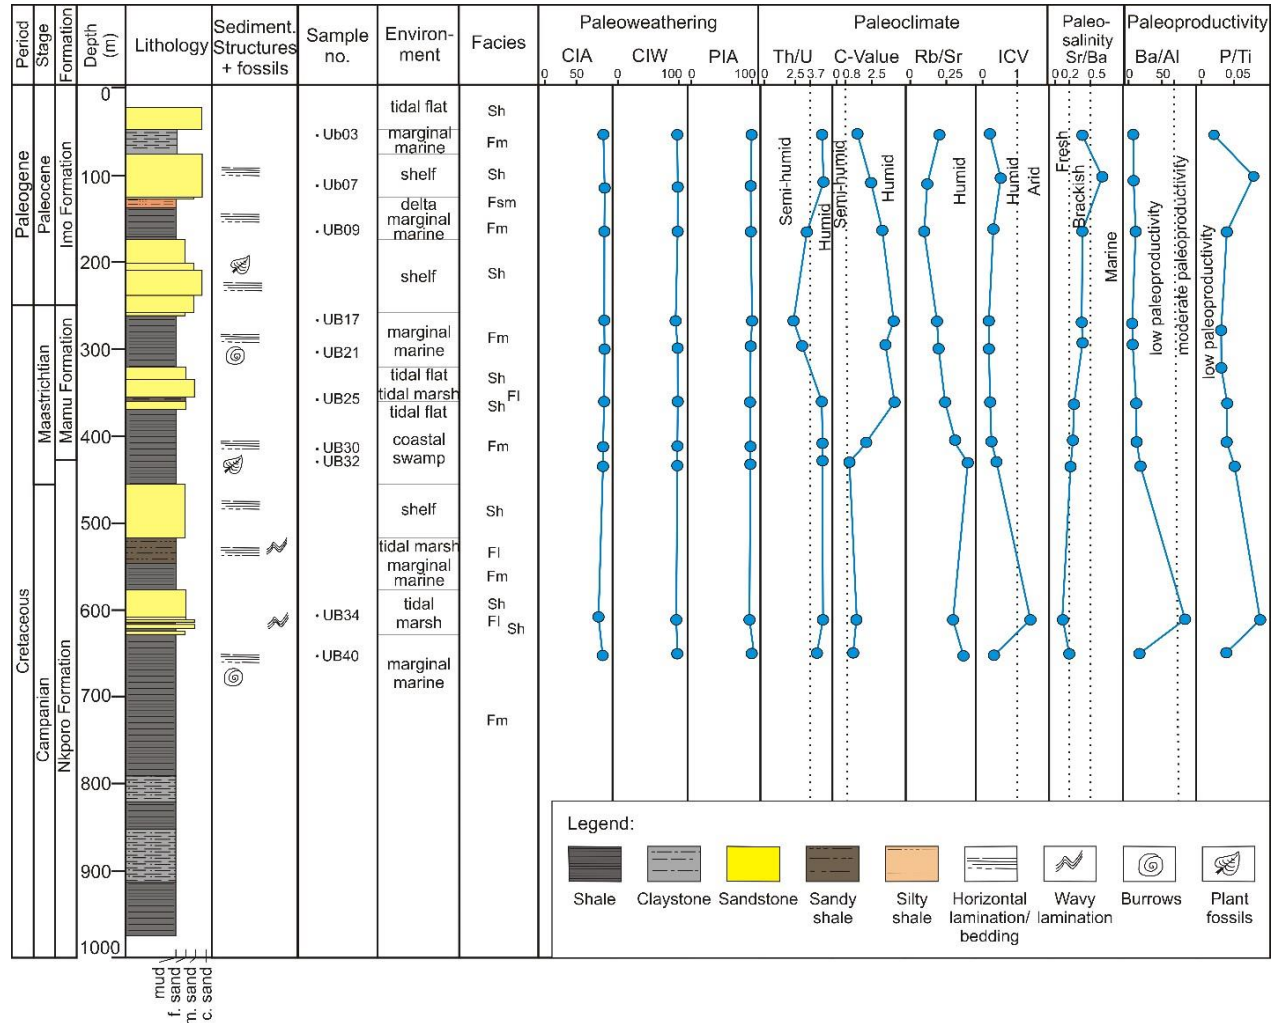 Period
Stage
Formation
Depth
(m)
Lithology
Sediment.
Structures
+ fossils
Sample
no.
Environ-
ment
Facies
Paleoweathering
CIA
CIW
PIA
0 50
0 100
0 100
Paleoclimate
Th/U
C-Value
Rb/Sr
ICV
0 2.5 3.7
0 0.8 2.5
0 0.25
0 1
Paleo-
salinity
Sr/Ba
0 0.2 0.5
Paleoproductivity
Ba/Al
P/Ti
0 50
0 0.05
Paleogene
Cretaceous
Paleocene
Maastrichtian
Campanian
Imo Formation
Mamu Formation
Nkporo Formation
0
100
200
300
400
500
600
700
800
900
1000
mud
f. sand
m. sand
c. sand
Ub03
Ub07
UB09
UB17
UB21
UB25
UB30
UB32
UB34
UB40
tidal flat
marginal
marine
shelf
delta
marginal
marine
shelf
marginal
marine
tidal flat
tidal marsh
tidal flat
coastal
swamp
shelf
tidal marsh
marginal
marine
tidal
marsh
marginal
marine
Sh
Fm
Sh
Fsm
Fm
Sh
Fm
Sh
Fl
Sh
Fm
Sh
Fl
Fm
Sh
Fl
Sh
Fm
Semi-humid
Humid
Semi-humid
Humid
Humid
Humid
Arid
Fresh
Brackish
Marine
low paleoproductivity
moderate paleoproductivity
low paleoproductivity
Legend:
Shale
Claystone
Sandstone
Sandy
shale
Silty
shale
Horizontal
lamination/
bedding
Wavy
lamination
Burrows
Plant
fossils